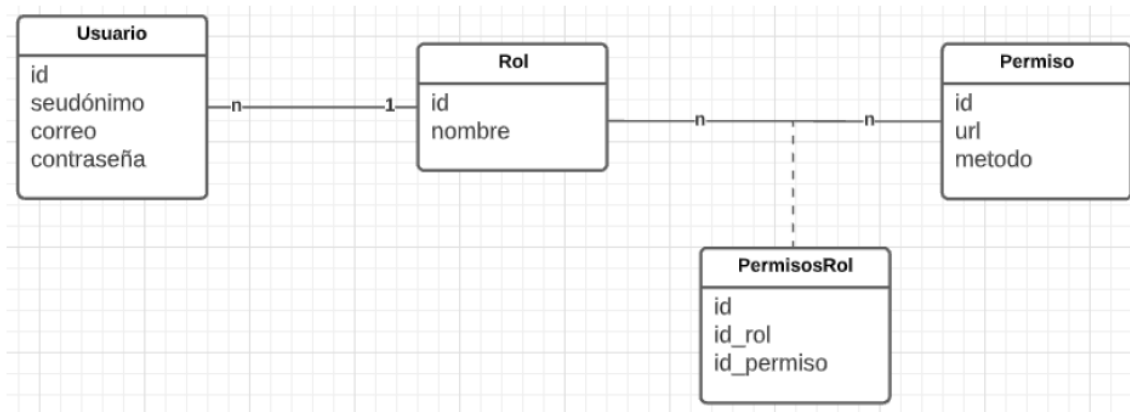 Usuario
id
seudónimo
correo
contraseña
n
1
Rol
id
nombre
n
n
Permiso
id
url
metodo
PermisosRol
id
id_rol
id_permiso